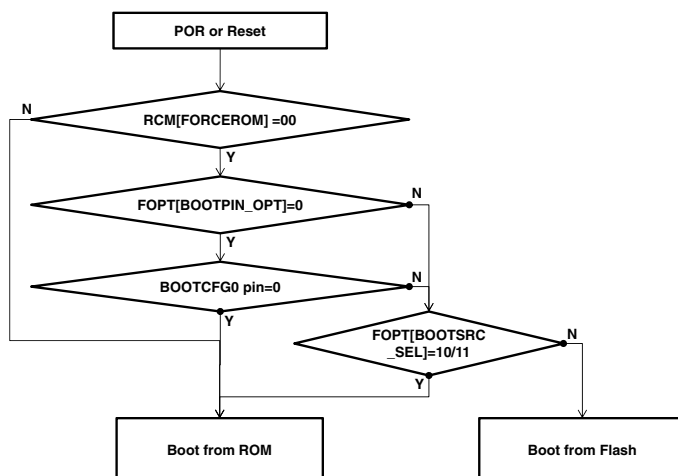 POR or Reset
N
RCM[FORCEROM] =00
Y
N
FOPT[BOOTPIN_OPT]=0
Y
N
BOOTCFG0 pin=0
Y
FOPT[BOOTSRC
_SEL]=10/11
N
Y
Boot from ROM
Boot from Flash